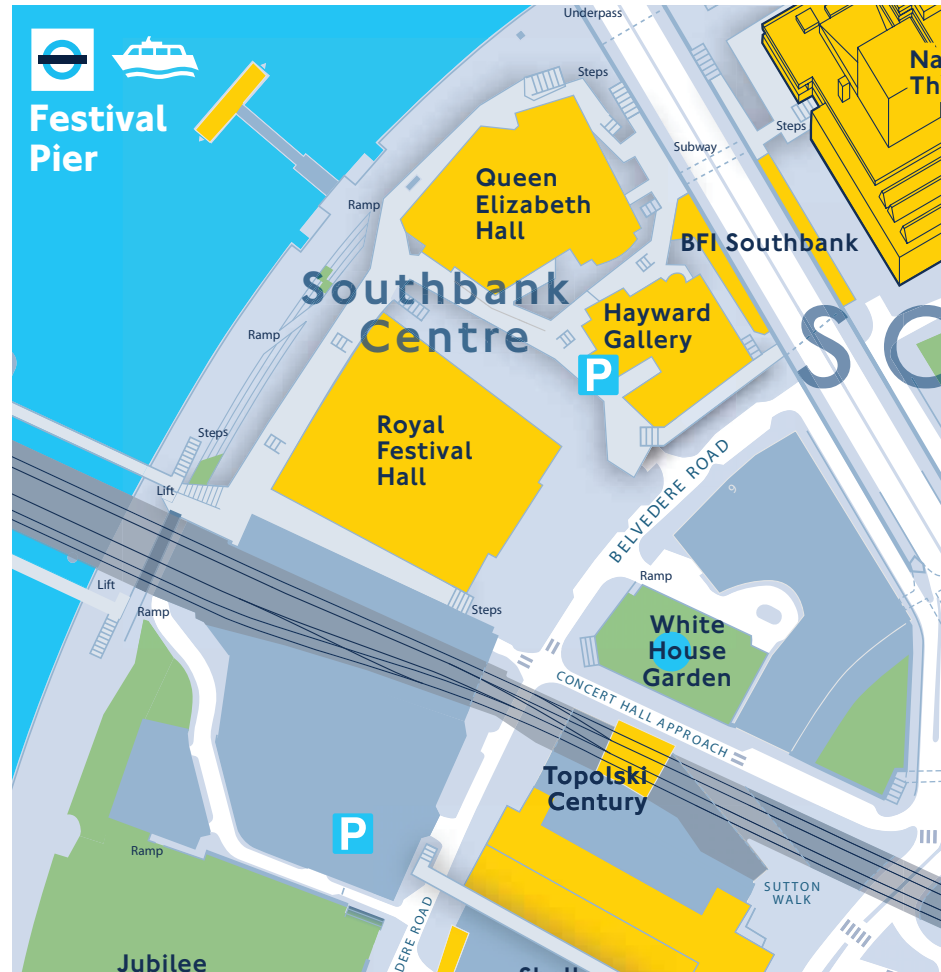 Underpass
Festival
Pier
Steps
Na
Th
Steps
Subway
Queen
Elizabeth
Hall
Ramp
BFI Southbank
Southbank
Centre
Hayward
Gallery
SO
Ramp
P
Royal
Festival
Hall
Steps
BELVEDERE ROAD
9
Lift
Lift
Ramp
Ramp
Steps
White
House
Garden
CONCERT HALL APPROACH
Topolski
Century
P
Ramp
SUTTON
WALK
DERE ROAD
Jubilee